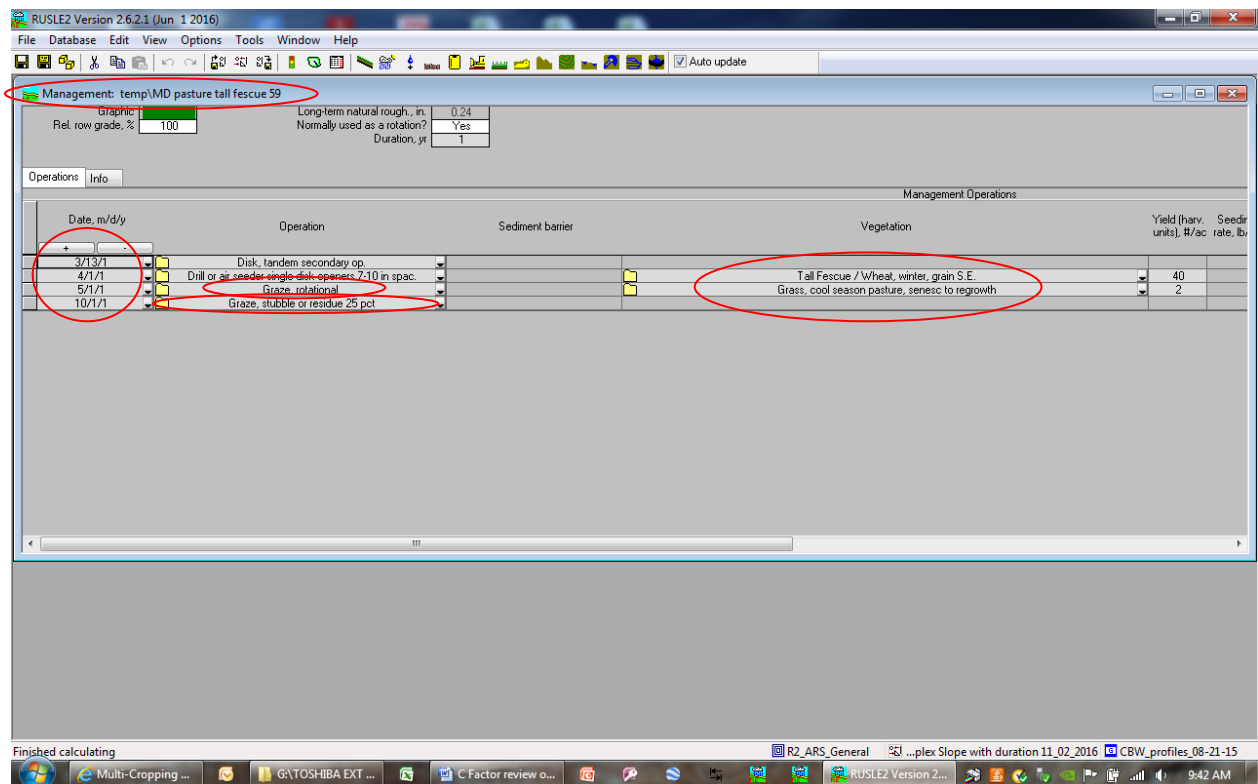 RUSLE2 Version 2.6.2.1 (Jun 1 2016)
File Database Edit View Options Tools Window Help
Auto update
Management: temp\MD pasture tall fescue 59
Graphic Long-term natural rough., in. 0.24
Rel. row grade, % 100 Normally used as a rotation? Yes
Duration, yr 1
Operations Info
Management Operations
Date, m/d/y Operation Sediment barrier Vegetation Yield (harv. Seedin
units), #/ac rate, lb
+ -
3/13/1 Disk, tandem secondary op.
4/1/1 Drill or air seeder single disk openers 7-10 in spac. Tall Fescue / Wheat, winter, grain S.E. 40
5/1/1 Graze, rotational Grass, cool season pasture, senesc to regrowth 2
10/1/1 Graze, stubble or residue 25 pct
Finished calculating R2_ARS_General ...plex Slope with duration 11_02_2016 CBW_profiles_08-21-15
Multi-Cropping ... G:\TOSHIBA EXT ... C Factor review o... RUSLE2 Version 2... 9:42 AM